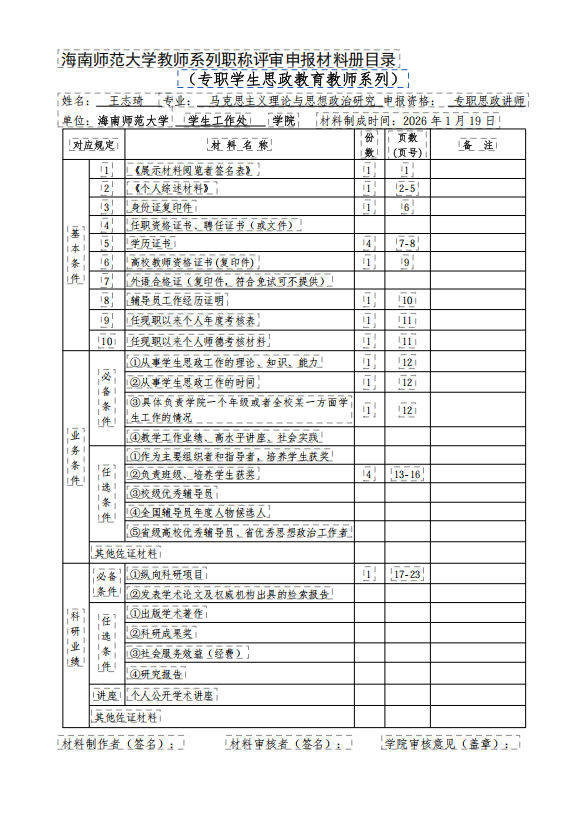 海南师范大学教师系列职称评审申报材料册目录
（专职学生思政教育教师系列）
姓名： 王志琦 专业： 马克思主义理论与思想政治研究 申报资格： 专职思政讲师
单位：海南师范大学 学生工作处 学院 材料制成时间：2026 年 1 月 19 日
对应规定 材 料 名 称 份数 页数（页号） 备 注
基本条件
1 《展示材料阅览者签名表》 1 1
2 《个人综述材料》 1 2-5
3 身份证复印件 1 6
4 任职资格证书、聘任证书（或文件）
5 学历证书 4 7-8
6 高校教师资格证书(复印件) 1 9
7 外语合格证（复印件，符合免试可不提供）
8 辅导员工作经历证明 1 10
9 任现职以来个人年度考核表 1 11
10 任现职以来个人师德考核材料 1 11
业务条件
必备条件
①从事学生思政工作的理论、知识、能力 1 12
②从事学生思政工作的时间 1 12
③具体负责学院一个年级或者全校某一方面学
生工作的情况 1 12
④教学工作业绩、高水平讲座、社会实践
任选条件
①作为主要组织者和指导者，培养学生获奖
②负责班级、培养学生获奖 4 13-16
③校级优秀辅导员
④全国辅导员年度人物候选人
⑤省级高校优秀辅导员、省优秀思想政治工作者
其他佐证材料
科研业绩
必备条件
①纵向科研项目 1 17-23
②发表学术论文及权威机构出具的检索报告
任选条件
①出版学术著作
②科研成果奖
③社会服务效益（经费）
④研究报告
讲座 个人公开学术讲座
其他佐证材料
材料制作者（签名）： 材料审核者（签名）： 学院审核意见（盖章）：